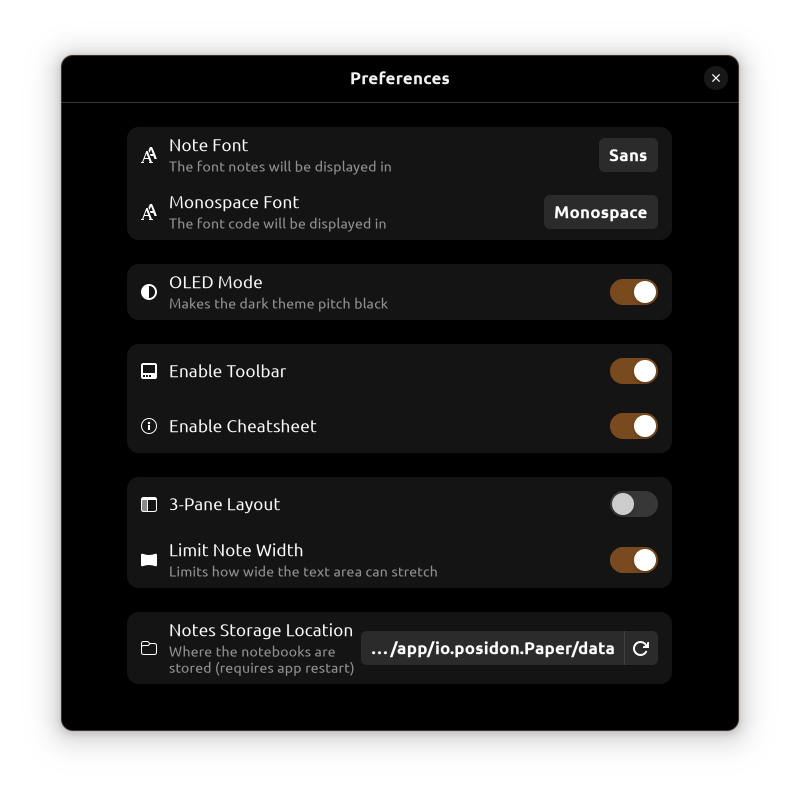 Preferences
Note Font
The font notes will be displayed in
Sans
Monospace Font
The font code will be displayed in
Monospace
OLED Mode
Makes the dark theme pitch black
Enable Toolbar
Enable Cheatsheet
3-Pane Layout
Limit Note Width
Limits how wide the text area can stretch
Notes Storage Location
Where the notebooks are
stored (requires app restart)
…/app/io.posidon.Paper/data